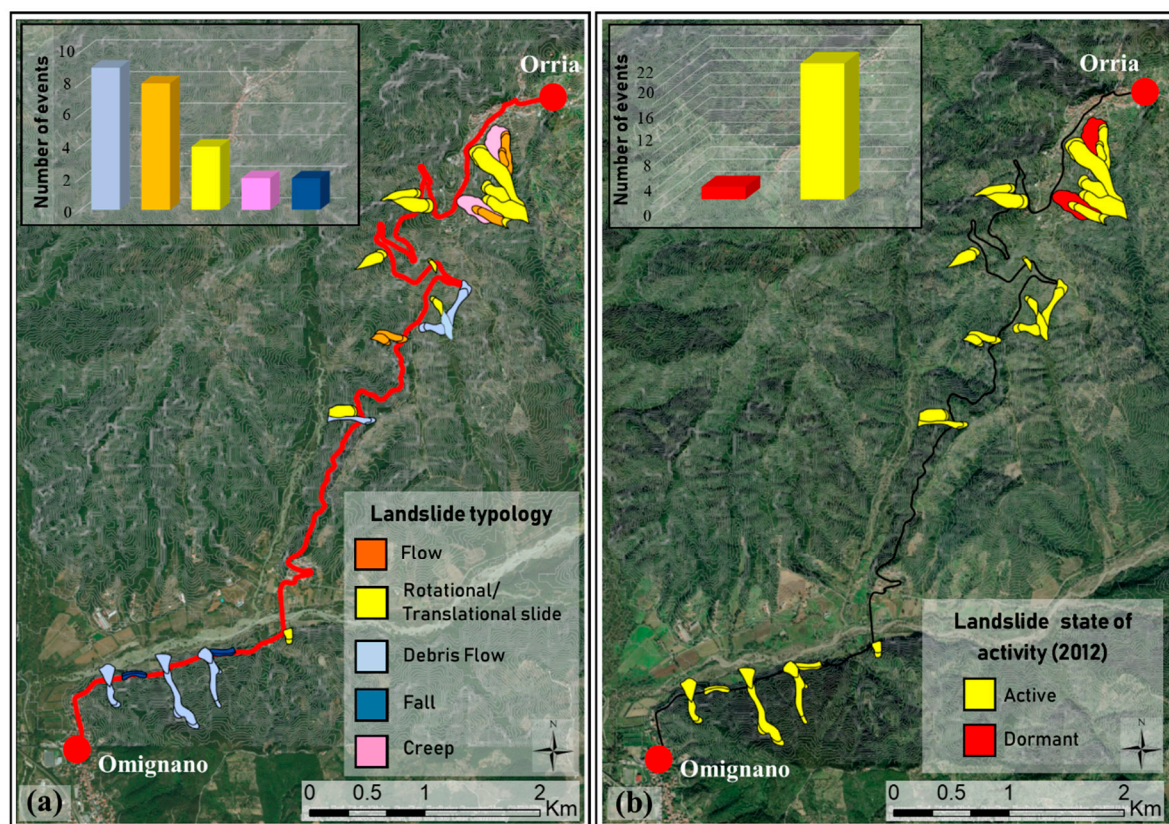 Number of events
10
8
6
4
2
0
Orria
Landslide typology
Flow
Rotational/
Translational slide
Debris Flow
Fall
Creep
Omignano
N
(a)
0 0.5 1 2
Km
Number of events
22
20
16
12
8
4
0
Orria
Landslide state of
activity (2012)
Active
Dormant
Omignano
N
(b)
0 0.5 1 2
Km